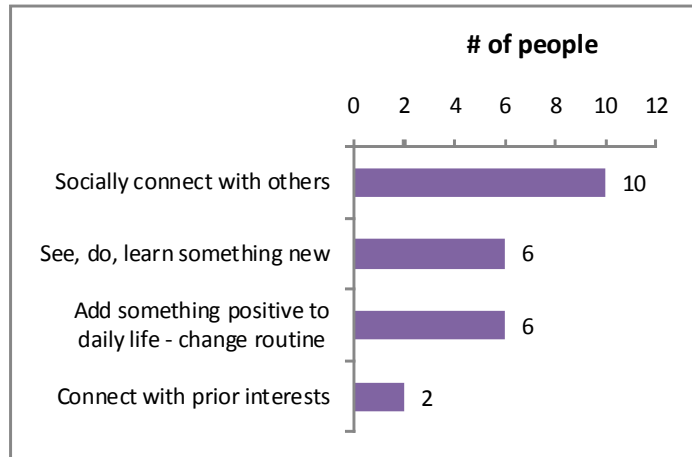 # of people
0 2 4 6 8 10 12
Socially connect with others 10
See, do, learn something new 6
Add something positive to
daily life - change routine 6
Connect with prior interests 2